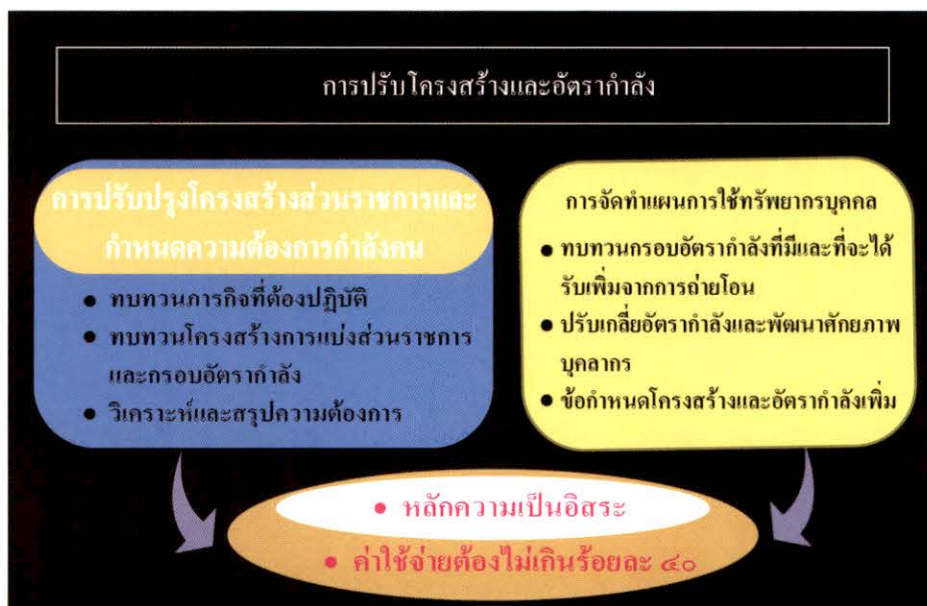 การปรับโครงสร้างและอัตรากำลัง
การปรับปรุงโครงสร้างส่วนราชการและ
กำหนดความต้องการกำลังคน
● ทบทวนภารกิจที่ต้องปฏิบัติ
● ทบทวนโครงสร้างการแบ่งส่วนราชการ
และกรอบอัตรากำลัง
● วิเคราะห์และสรุปความต้องการ
การจัดทำแผนการใช้ทรัพยากรบุคคล
● ทบทวนกรอบอัตรากำลังที่มีและที่จะได้
รับเพิ่มจากการถ่ายโอน
● ปรับเกลี่ยอัตรากำลังและพัฒนาศักยภาพ
บุคลากร
● ข้อกำหนดโครงสร้างและอัตรากำลังเพิ่ม
● หลักความเป็นอิสระ
● ค่าใช้จ่ายต้องไม่เกินร้อยละ ๔๐